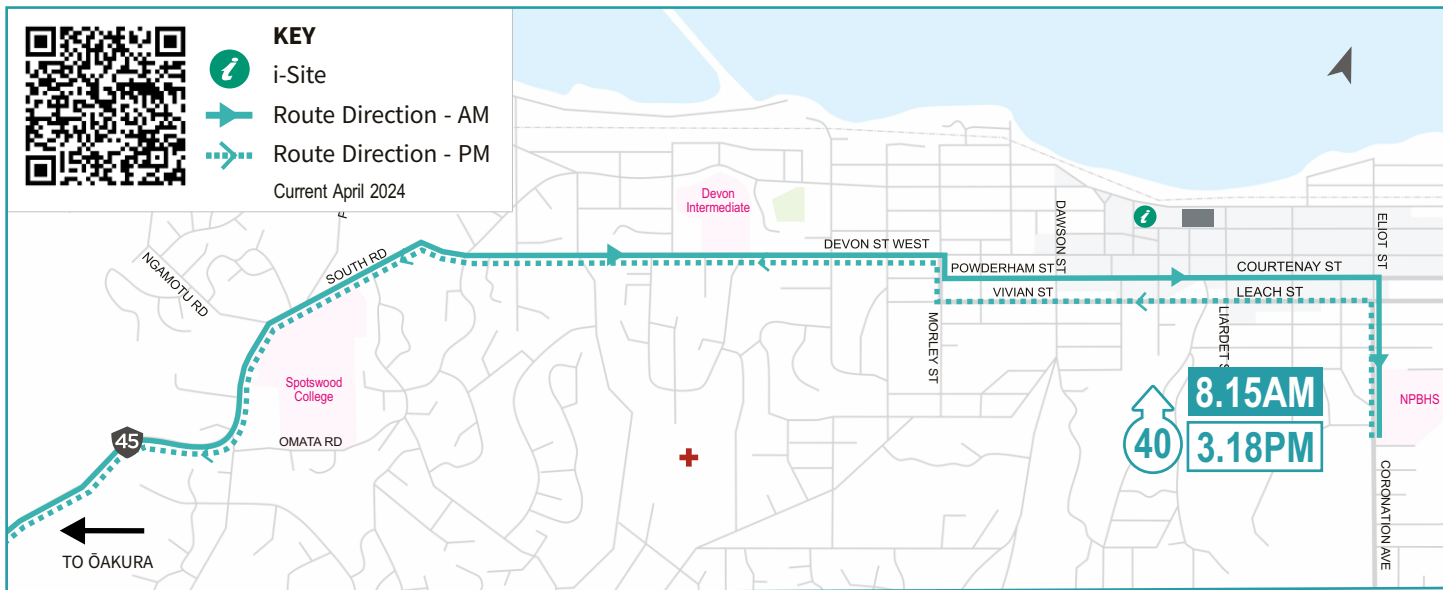 KEY
i
i-Site
Route Direction - AM
Route Direction - PM
Current April 2024
Devon
Intermediate
DAWSON ST
i
ELIOT ST
NGAMOTU RD
SOUTH RD
DEVON ST WEST
POWDERHAM ST
COURTENAY ST
VIVIAN ST
LEACH ST
MORLEY ST
LIARDET S
Spotswood
College
NPBHS
8.15AM
40
3.18PM
45
OMATA RD
CORONATION AVE
TO ŌAKURA